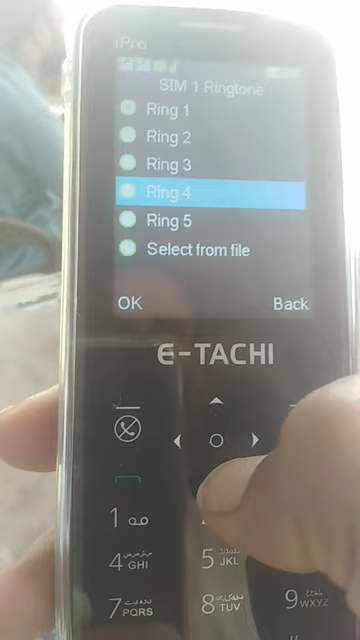 iPro
SIM 1 Ringtone
Ring 1
Ring 2
Ring 3
Ring 4
Ring 5
Select from file
OK Back
E-TACHI
1
4 GHI 5 JKL
7 PQRS 8 TUV 9 WXYZ